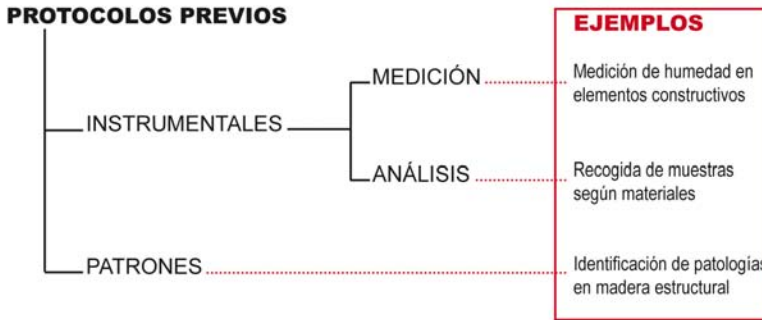 PROTOCOLOS PREVIOS
EJEMPLOS
MEDICIÓN
Medición de humedad en
elementos constructivos
INSTRUMENTALES
ANÁLISIS
Recogida de muestras
según materiales
PATRONES
Identificación de patologías
en madera estructural